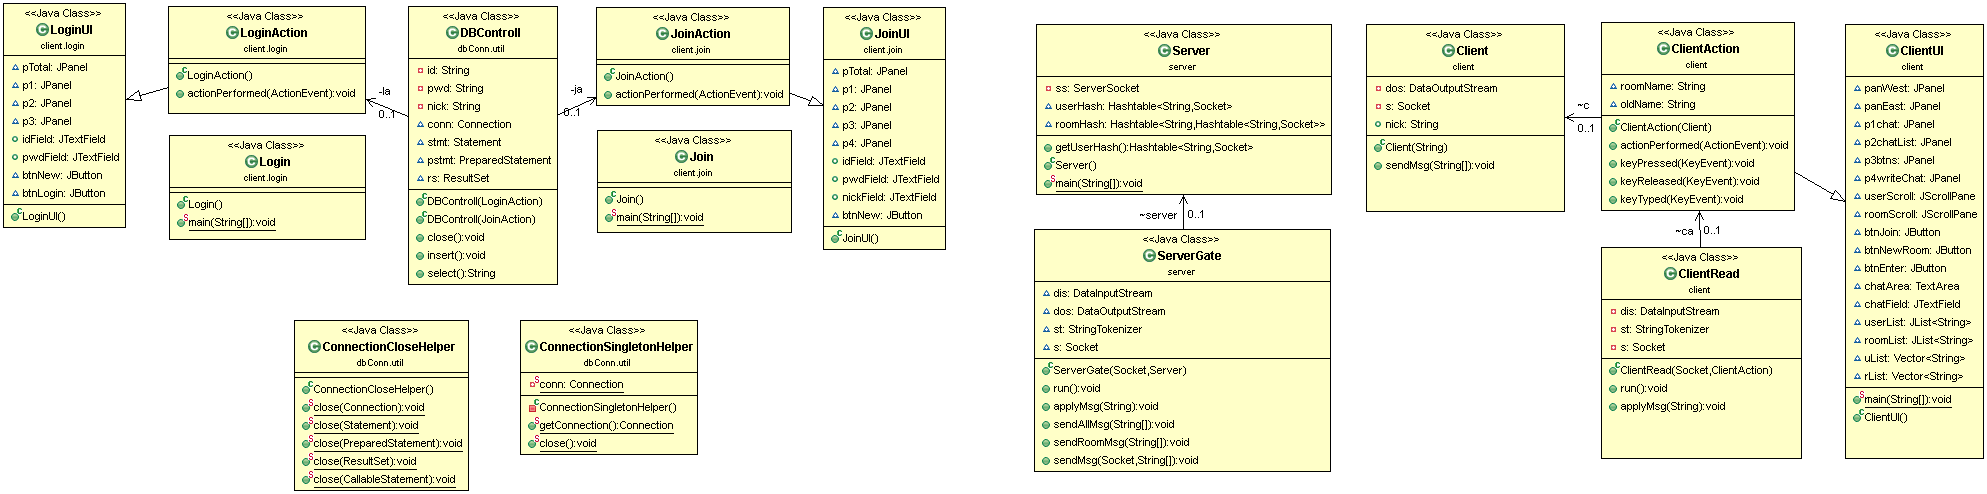 <<Java Class>>
LoginUI
client.login
pTotal: JPanel
p1: JPanel
p2: JPanel
p3: JPanel
idField: JTextField
pwdField: JTextField
btnNew: JButton
btnLogin: JButton
LoginUI()
<<Java Class>>
LoginAction
client.login
LoginAction()
actionPerformed(ActionEvent):void
<<Java Class>>
Login
client.login
Login()
main(String[]):void
-la
0..1
<<Java Class>>
DBControll
dbConn.util
id: String
pwd: String
nick: String
conn: Connection
stmt: Statement
pstmt: PreparedStatement
rs: ResultSet
DBControll(LoginAction)
DBControll(JoinAction)
close():void
insert():void
select():String
-ja
0..1
<<Java Class>>
JoinAction
client.join
JoinAction()
actionPerformed(ActionEvent):void
<<Java Class>>
Join
client.join
Join()
main(String[]):void
<<Java Class>>
JoinUI
client.join
pTotal: JPanel
p1: JPanel
p2: JPanel
p3: JPanel
p4: JPanel
idField: JTextField
pwdField: JTextField
nickField: JTextField
btnNew: JButton
JoinUI()
<<Java Class>>
ConnectionCloseHelper
dbConn.util
ConnectionCloseHelper()
close(Connection):void
close(Statement):void
close(PreparedStatement):void
close(ResultSet):void
close(CallableStatement):void
<<Java Class>>
ConnectionSingletonHelper
dbConn.util
conn: Connection
ConnectionSingletonHelper()
getConnection():Connection
close():void
<<Java Class>>
Server
server
ss: ServerSocket
userHash: Hashtable<String,Socket>
roomHash: Hashtable<String,Hashtable<String,Socket>>
getUserHash():Hashtable<String,Socket>
Server()
main(String[]):void
~server
0..1
<<Java Class>>
ServerGate
server
dis: DataInputStream
dos: DataOutputStream
st: StringTokenizer
s: Socket
ServerGate(Socket,Server)
run():void
applyMsg(String):void
sendAllMsg(String[]):void
sendRoomMsg(String[]):void
sendMsg(Socket,String[]):void
<<Java Class>>
Client
client
dos: DataOutputStream
s: Socket
nick: String
Client(String)
sendMsg(String[]):void
~c
0..1
<<Java Class>>
ClientAction
client
roomName: String
oldName: String
ClientAction(Client)
actionPerformed(ActionEvent):void
keyPressed(KeyEvent):void
keyReleased(KeyEvent):void
keyTyped(KeyEvent):void
~ca
0..1
<<Java Class>>
ClientRead
client
dis: DataInputStream
st: StringTokenizer
s: Socket
ClientRead(Socket,ClientAction)
run():void
applyMsg(String):void
<<Java Class>>
ClientUI
client
panWest: JPanel
panEast: JPanel
p1chat: JPanel
p2chatList: JPanel
p3btns: JPanel
p4writeChat: JPanel
userScroll: JScrollPane
roomScroll: JScrollPane
btnJoin: JButton
btnNewRoom: JButton
btnEnter: JButton
chatArea: TextArea
chatField: JTextField
userList: JList<String>
roomList: JList<String>
uList: Vector<String>
rList: Vector<String>
main(String[]):void
ClientUI()